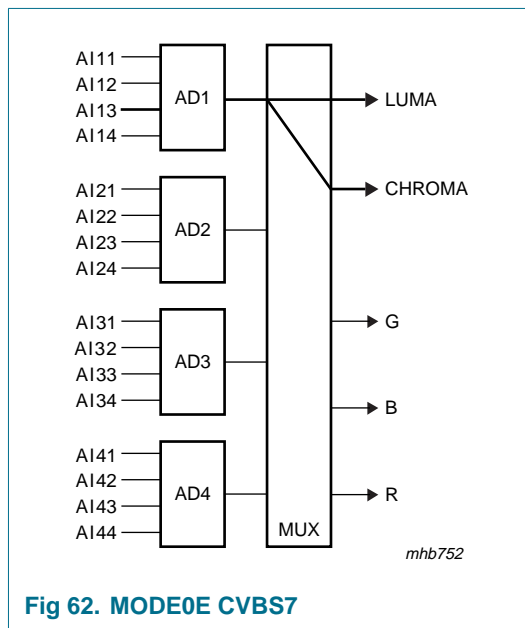 AI11
AI12
AI13
AI14
AD1
LUMA
CHROMA
AI21
AI22
AI23
AI24
AD2
AI31
AI32
AI33
AI34
AD3
G
B
AI41
AI42
AI43
AI44
AD4
R
MUX
mhb752
Fig 62. MODE0E CVBS7